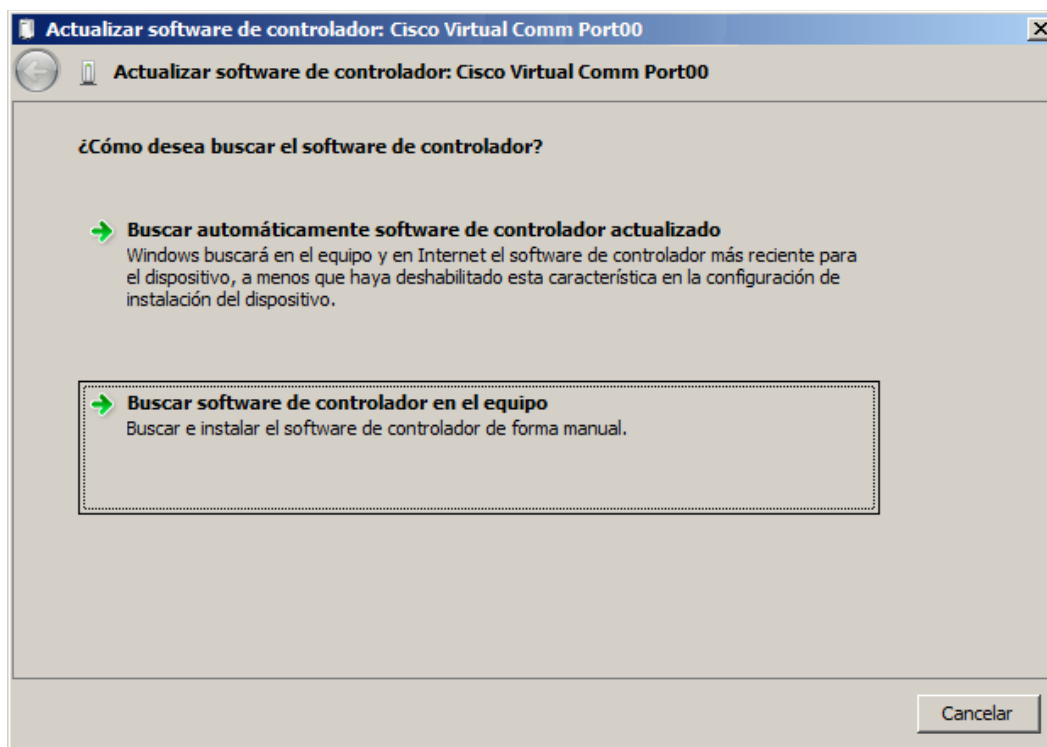 Actualizar software de controlador: Cisco Virtual Comm Port00
Actualizar software de controlador: Cisco Virtual Comm Port00
¿Cómo desea buscar el software de controlador?
Buscar automáticamente software de controlador actualizado
Windows buscará en el equipo y en Internet el software de controlador más reciente para
el dispositivo, a menos que haya deshabilitado esta característica en la configuración de
instalación del dispositivo.
Buscar software de controlador en el equipo
Buscar e instalar el software de controlador de forma manual.
Cancelar